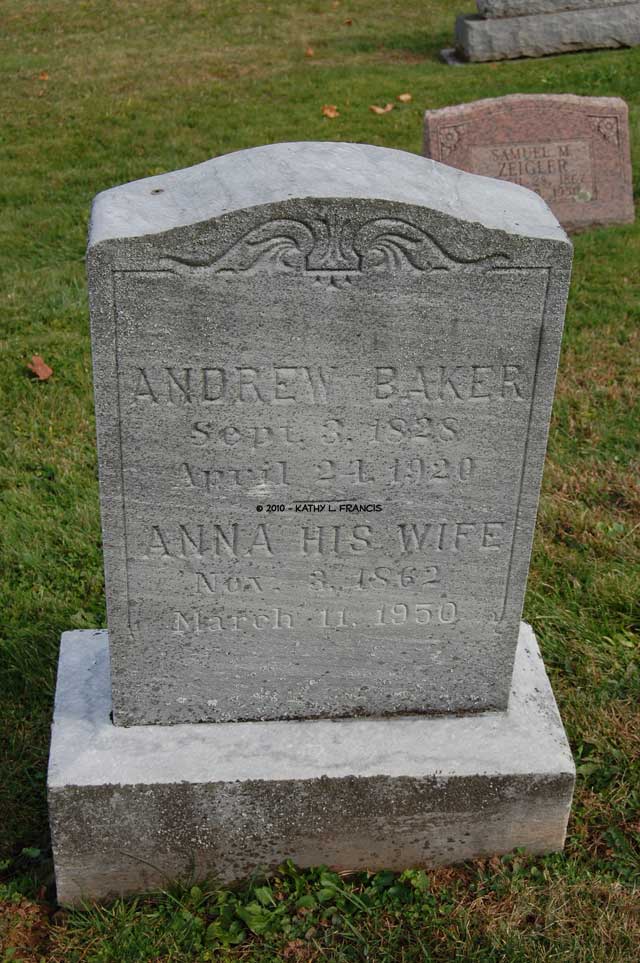 SAMUEL M.
ZEIGLER
1950
ANDREW BAKER
Sept. 3, 1828
April 24, 1920
© 2010 - KATHY L. FRANCIS
ANNA HIS WIFE
Nov. 3, 1862
March 11, 1950